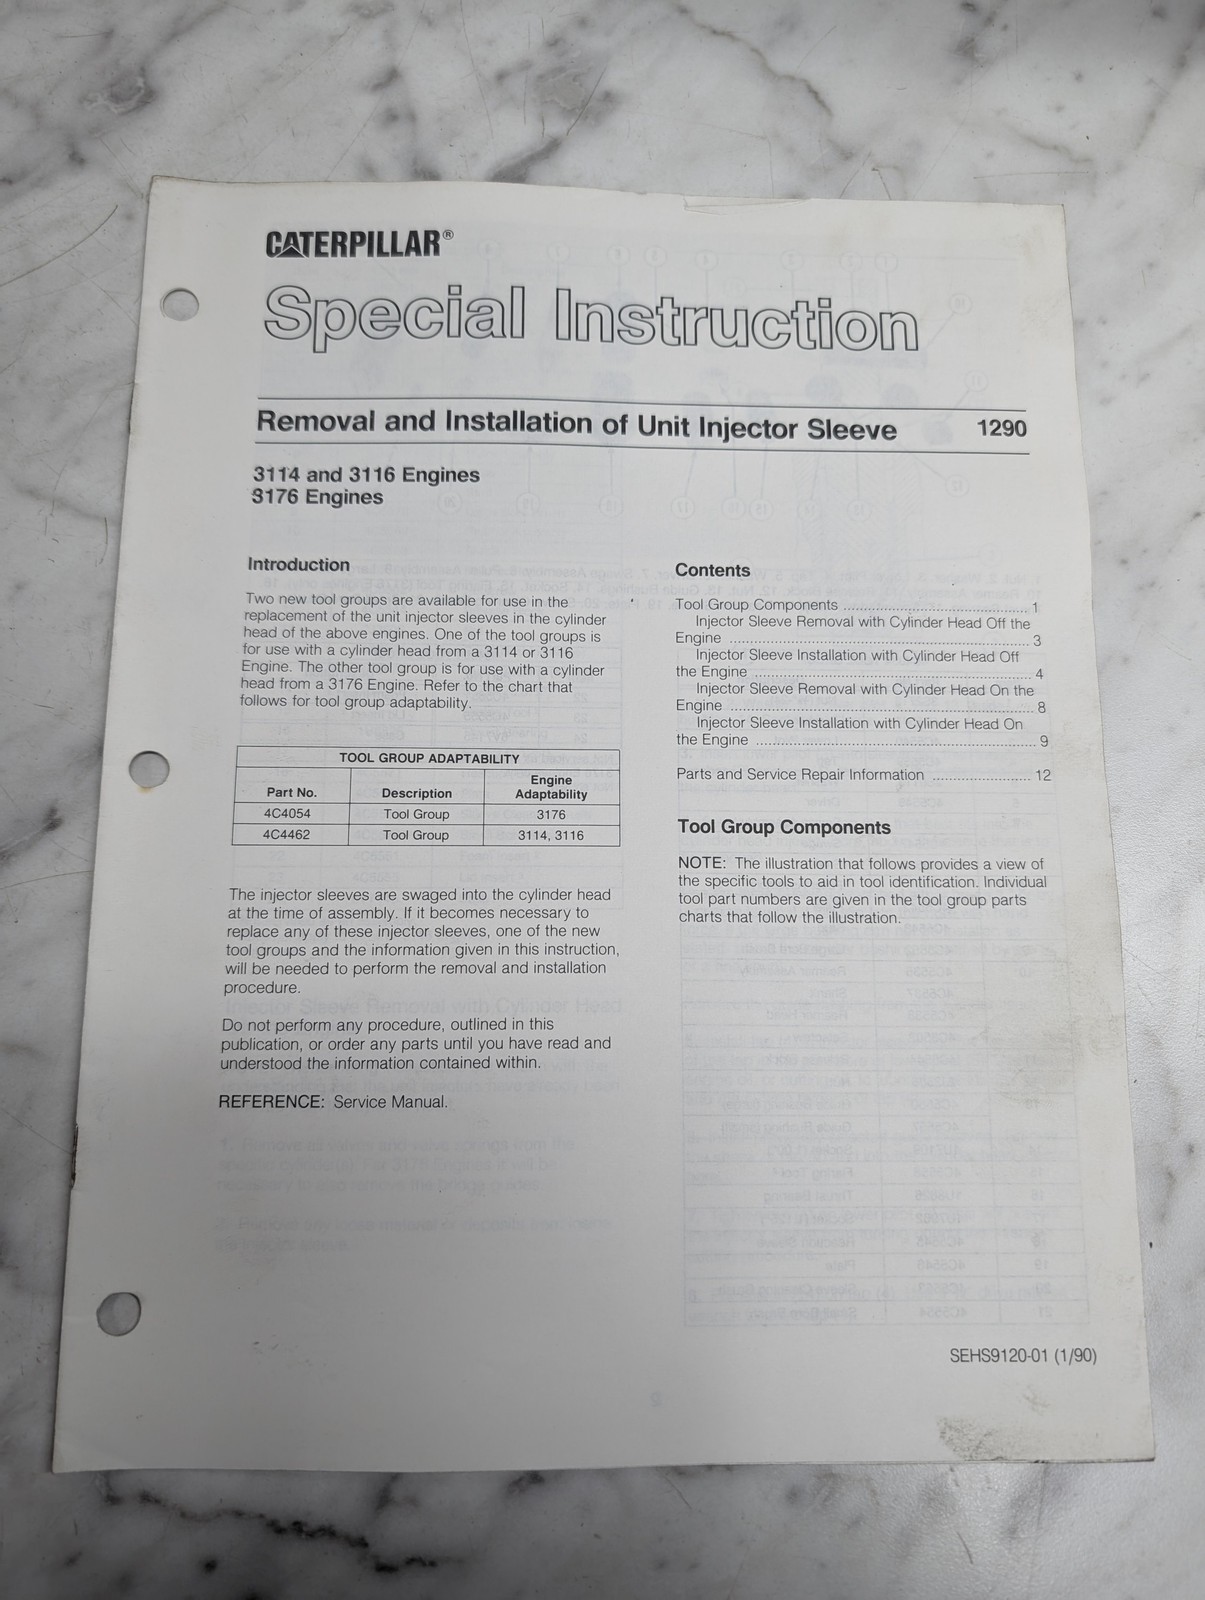 CATERPILLAR®
Special Instruction
Removal and Installation of Unit Injector Sleeve 1290
3114 and 3116 Engines
3176 Engines
Introduction
Two new tool groups are available for use in the
replacement of the unit injector sleeves in the cylinder
head of the above engines. One of the tool groups is
for use with a cylinder head from a 3114 or 3116
Engine. The other tool group is for use with a cylinder
head from a 3176 Engine. Refer to the chart that
follows for tool group adaptability.
TOOL GROUP ADAPTABILITY
Part No. Description Engine Adaptability
4C4054 Tool Group 3176
4C4462 Tool Group 3114, 3116
The injector sleeves are swaged into the cylinder head
at the time of assembly. If it becomes necessary to
replace any of these injector sleeves, one of the new
tool groups and the information given in this instruction,
will be needed to perform the removal and installation
procedure.
Do not perform any procedure, outlined in this
publication, or order any parts until you have read and
understood the information contained within.
REFERENCE: Service Manual.
Contents
Tool Group Components ........................................ 1
Injector Sleeve Removal with Cylinder Head Off the
Engine ................................................................ 3
Injector Sleeve Installation with Cylinder Head Off
the Engine ........................................................... 4
Injector Sleeve Removal with Cylinder Head On the
Engine ................................................................ 8
Injector Sleeve Installation with Cylinder Head On
the Engine ........................................................... 9
Parts and Service Repair Information ..................... 12
Tool Group Components
NOTE: The illustration that follows provides a view of
the specific tools to aid in tool identification. Individual
tool part numbers are given in the tool group parts
charts that follow the illustration.
SEHS9120-01 (1/90)